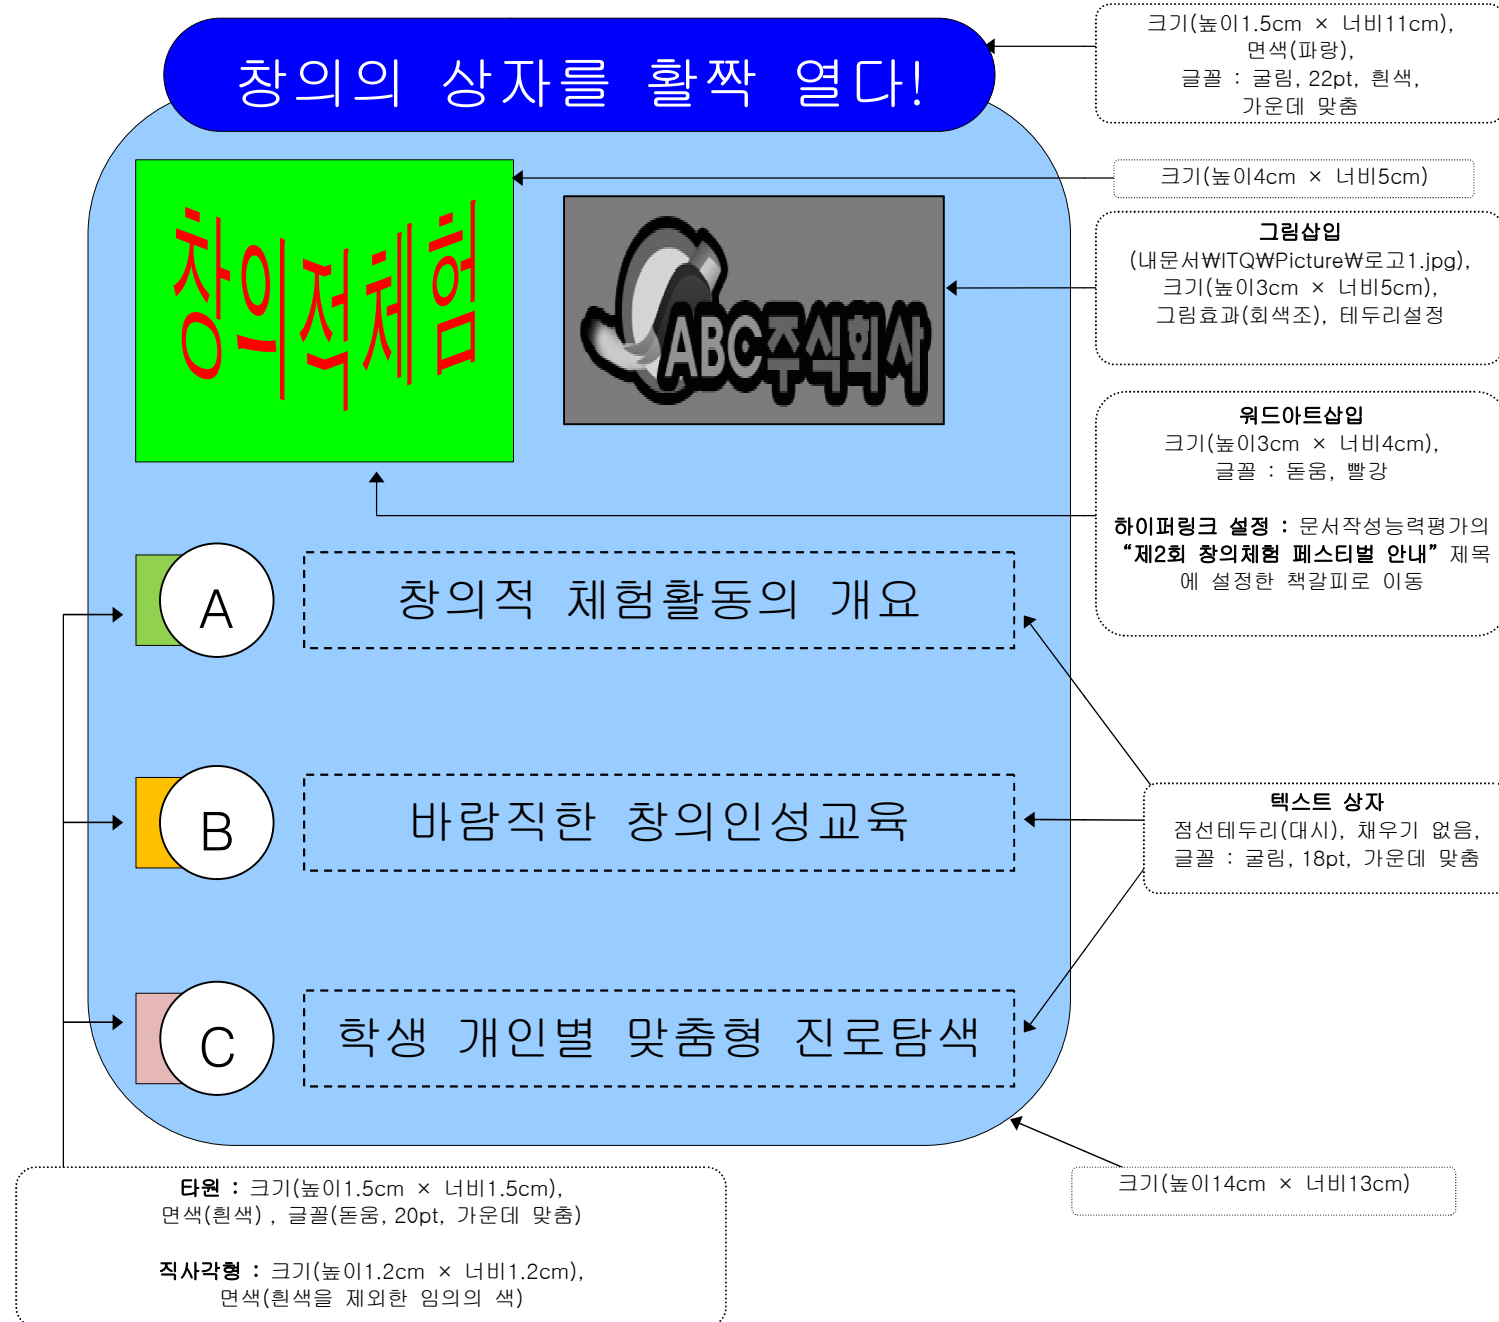 창의의 상자를 활짝 열다!
크기(높이1.5cm × 너비11cm),
면색(파랑),
글꼴 : 굴림, 22pt, 흰색,
가운데 맞춤
크기(높이4cm × 너비5cm)
창의적체험
ABC주식회사
그림삽입
(내문서₩ITQ₩Picture₩로고1.jpg),
크기(높이3cm × 너비5cm),
그림효과(회색조), 테두리설정
워드아트삽입
크기(높이3cm × 너비4cm),
글꼴 : 돋움, 빨강
하이퍼링크 설정 : 문서작성능력평가의
“제2회 창의체험 페스티벌 안내” 제목
에 설정한 책갈피로 이동
A
창의적 체험활동의 개요
B
바람직한 창의인성교육
텍스트 상자
점선테두리(대시), 채우기 없음,
글꼴 : 굴림, 18pt, 가운데 맞춤
C
학생 개인별 맞춤형 진로탐색
타원 : 크기(높이1.5cm × 너비1.5cm),
면색(흰색) , 글꼴(돋움, 20pt, 가운데 맞춤)
직사각형 : 크기(높이1.2cm × 너비1.2cm),
면색(흰색을 제외한 임의의 색)
크기(높이14cm × 너비13cm)